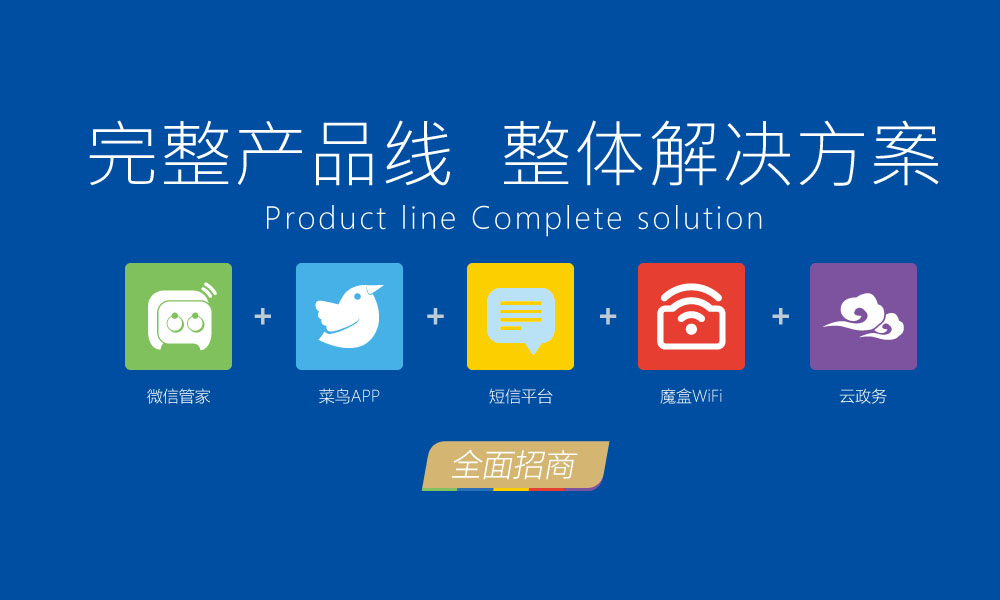 完整产品线 整体解决方案
Product line Complete solution
+ + + +
微信管家 菜鸟APP 短信平台 魔盒WiFi 云政务
全面招商